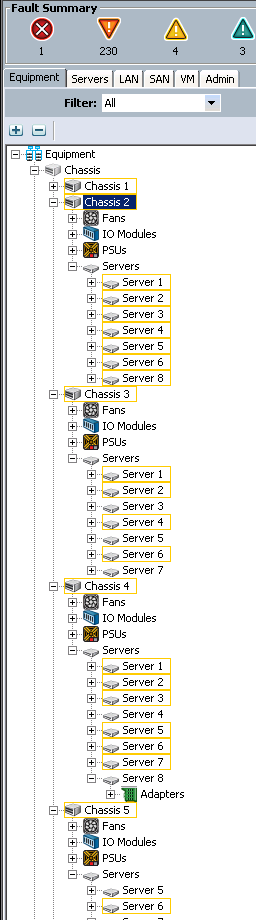 Fault Summary
1 230 4 3
Equipment Servers LAN SAN VM Admin
Filter: All
Equipment
Chassis
Chassis 1
Chassis 2
Fans
IO Modules
PSUs
Servers
Server 1
Server 2
Server 3
Server 4
Server 5
Server 6
Server 8
Chassis 3
Fans
IO Modules
PSUs
Servers
Server 1
Server 2
Server 3
Server 4
Server 5
Server 6
Server 7
Chassis 4
Fans
IO Modules
PSUs
Servers
Server 1
Server 2
Server 3
Server 4
Server 5
Server 6
Server 7
Server 8
Adapters
Chassis 5
Fans
IO Modules
PSUs
Servers
Server 5
Server 6